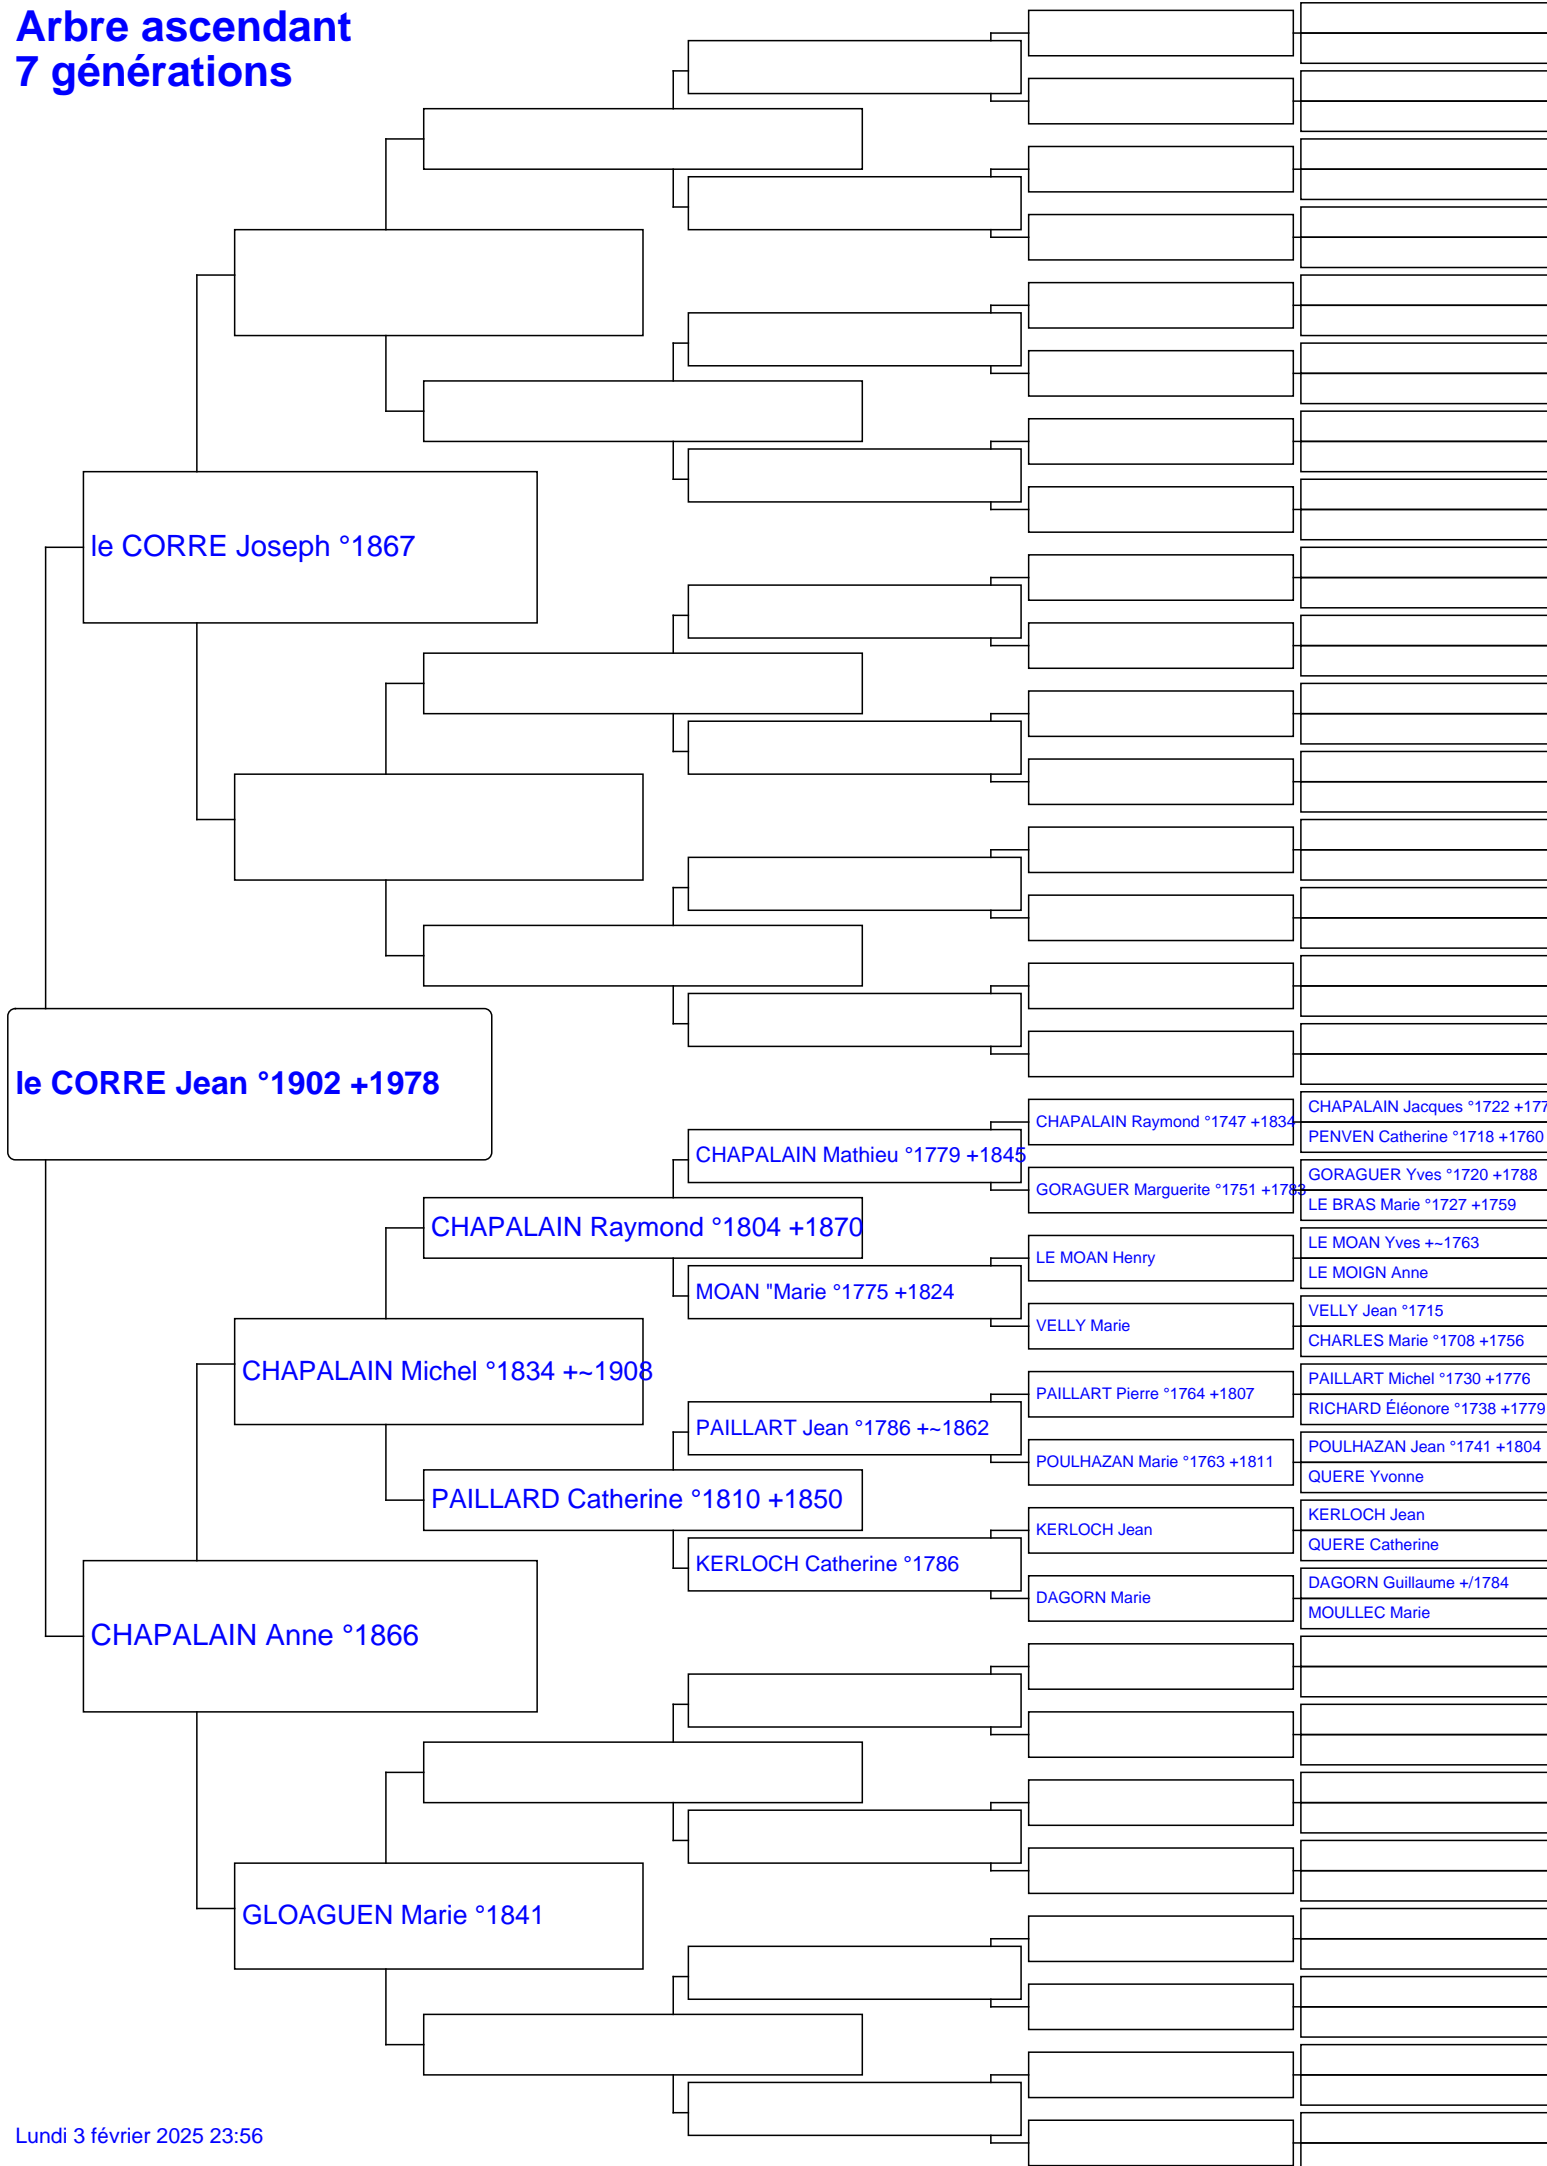 Arbre ascendant
7 générations
le CORRE Joseph °1867
le CORRE Jean °1902 +1978
CHAPALAIN Jacques °1722 +177
CHAPALAIN Raymond °1747 +1834
PENVEN Catherine °1718 +1760
CHAPALAIN Mathieu °1779 +1845
GORAGUER Yves °1720 +1788
GORAGUER Marguerite °1751 +1783
LE BRAS Marie °1727 +1759
CHAPALAIN Raymond °1804 +1870
LE MOAN Yves +~1763
LE MOAN Henry
LE MOIGN Anne
MOAN "Marie °1775 +1824
VELLY Jean °1715
VELLY Marie
CHARLES Marie °1708 +1756
CHAPALAIN Michel °1834 +~1908
PAILLART Michel °1730 +1776
PAILLART Pierre °1764 +1807
RICHARD Éléonore °1738 +1779
PAILLART Jean °1786 +~1862
POULHAZAN Jean °1741 +1804
POULHAZAN Marie °1763 +1811
QUERE Yvonne
PAILLARD Catherine °1810 +1850
KERLOCH Jean
KERLOCH Jean
QUERE Catherine
KERLOCH Catherine °1786
DAGORN Guillaume +/1784
DAGORN Marie
MOULLEC Marie
CHAPALAIN Anne °1866
GLOAGUEN Marie °1841
Lundi 3 février 2025 23:56